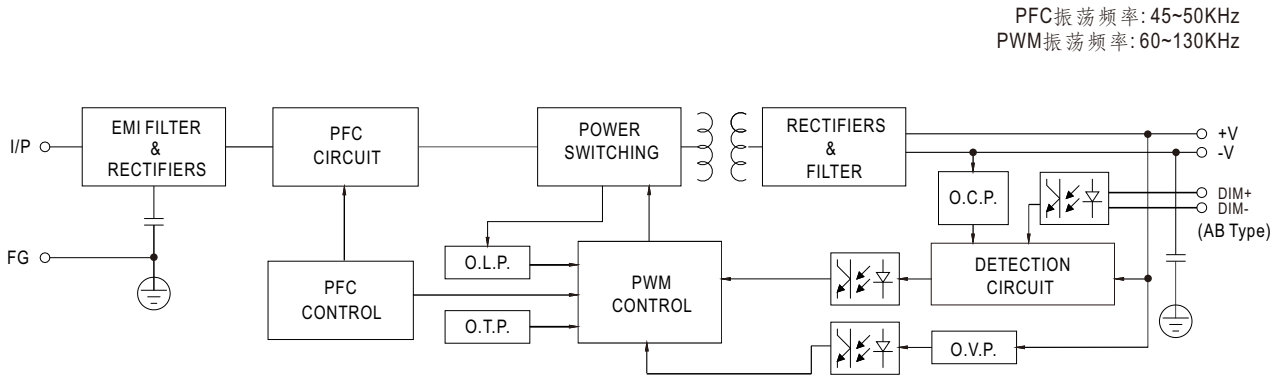 PFC振荡频率: 45~50KHz
PWM振荡频率: 60~130KHz
I/P
EMI FILTER
&
RECTIFIERS
PFC
CIRCUIT
POWER
SWITCHING
RECTIFIERS
&
FILTER
+V
-V
O.C.P.
DIM+
DIM-
(AB Type)
FG
PFC
CONTROL
O.L.P.
O.T.P.
PWM
CONTROL
DETECTION
CIRCUIT
O.V.P.